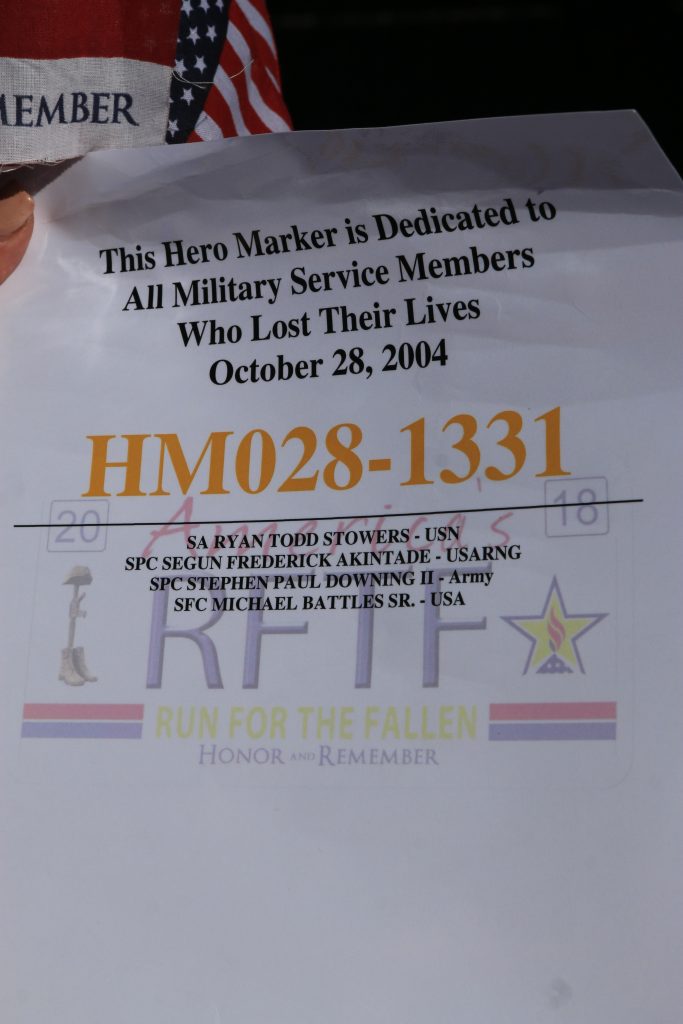 MEMBER
This Hero Marker is Dedicated to
All Military Service Members
Who Lost Their Lives
October 28, 2004
HM028-1331
20 America's 18
SA RYAN TODD STOWERS - USN
SPC SEGUN FREDERICK AKINTADE - USARNG
SPC STEPHEN PAUL DOWNING II - Army
SFC MICHAEL BATTLES SR. - USA
RFTF
RUN FOR THE FALLEN
HONOR AND REMEMBER